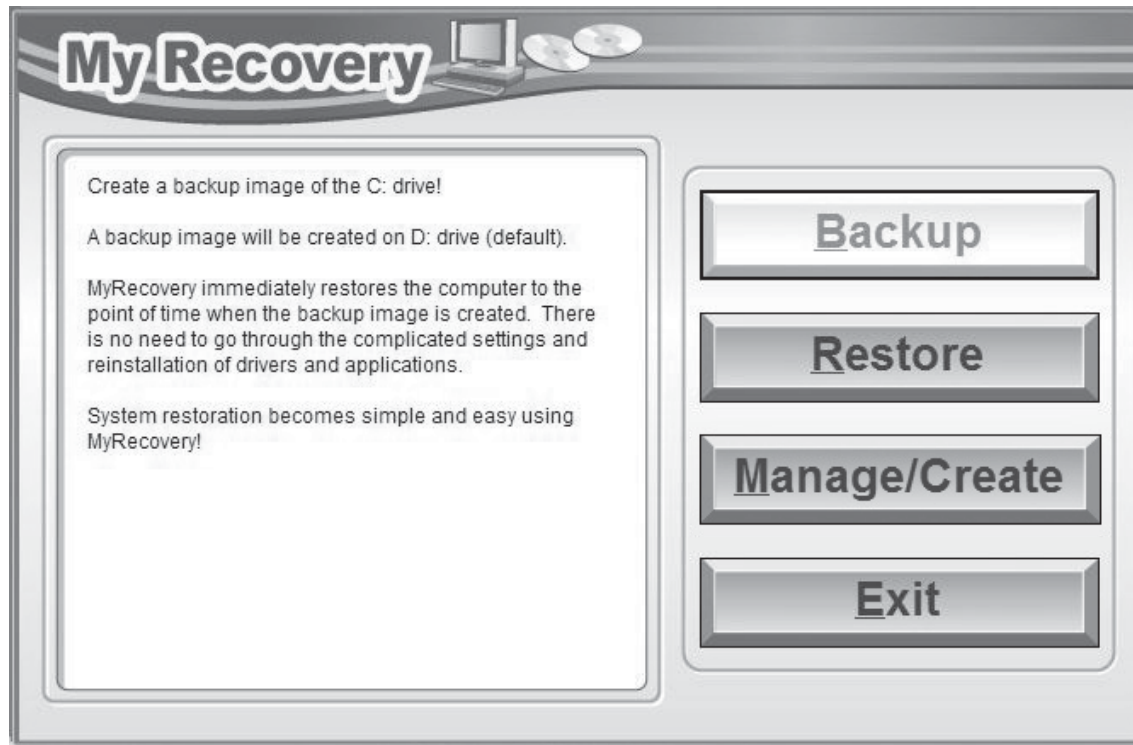 My Recovery
Create a backup image of the C: drive!
A backup image will be created on D: drive (default).
MyRecovery immediately restores the computer to the
point of time when the backup image is created.  There
is no need to go through the complicated settings and
reinstallation of drivers and applications.
System restoration becomes simple and easy using
MyRecovery!
Backup
Restore
Manage/Create
Exit